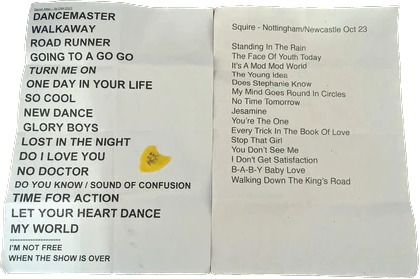 DANCEMASTER
WALKAWAY
ROAD RUNNER
GOING TO A GO GO
TURN ME ON
ONE DAY IN YOUR LIFE
SO COOL
NEW DANCE
GLORY BOYS
LOST IN THE NIGHT
DO I LOVE YOU
NO DOCTOR
DO YOU KNOW / SOUND OF CONFUSION
TIME FOR ACTION
LET YOUR HEART DANCE
MY WORLD
--------------------
I'M NOT FREE
WHEN THE SHOW IS OVER
Squire - Nottingham/Newcastle Oct 23
Standing In The Rain
The Face Of Youth Today
It's A Mod Mod World
The Young Idea
Does Stephanie Know
My Mind Goes Round In Circles
No Time Tomorrow
Jesamine
You're The One
Every Trick In The Book Of Love
Stop That Girl
You Don't See Me
I Don't Get Satisfaction
B-A-B-Y Baby Love
Walking Down The King's Road